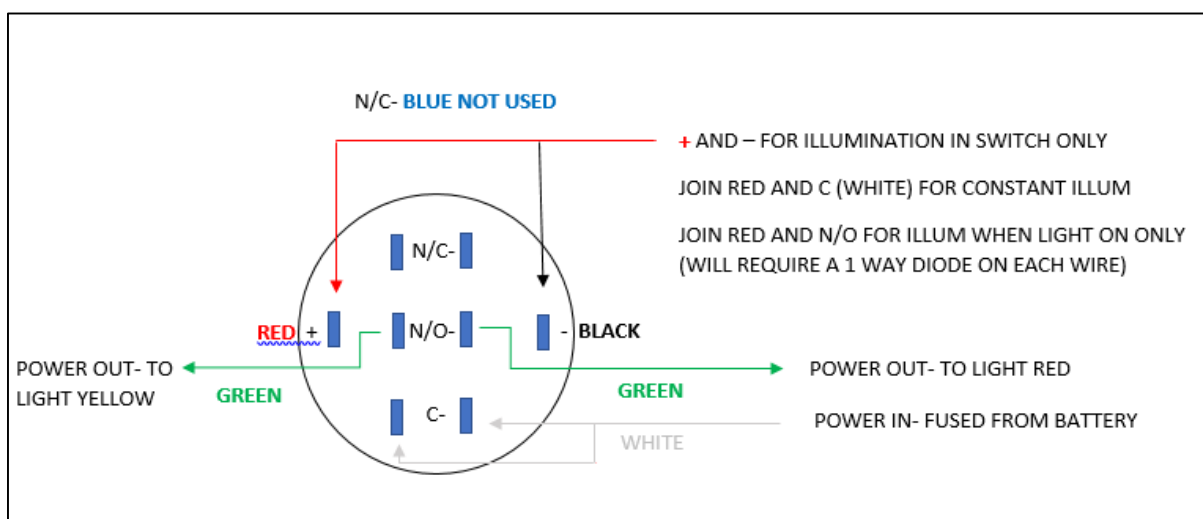 N/C- BLUE NOT USED
+ AND – FOR ILLUMINATION IN SWITCH ONLY
JOIN RED AND C (WHITE) FOR CONSTANT ILLUM
JOIN RED AND N/O FOR ILLUM WHEN LIGHT ON ONLY
(WILL REQUIRE A 1 WAY DIODE ON EACH WIRE)
N/C-
RED +
N/O-
- BLACK
POWER OUT- TO
LIGHT YELLOW
GREEN
GREEN
POWER OUT- TO LIGHT RED
C-
WHITE
POWER IN- FUSED FROM BATTERY